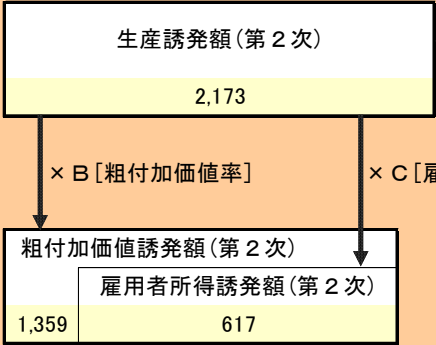 生産誘発額(第2次)
2,173
×B[粗付加価値率]
×C[雇
粗付加価値誘発額(第2次)
雇用者所得誘発額(第2次)
1,359
617